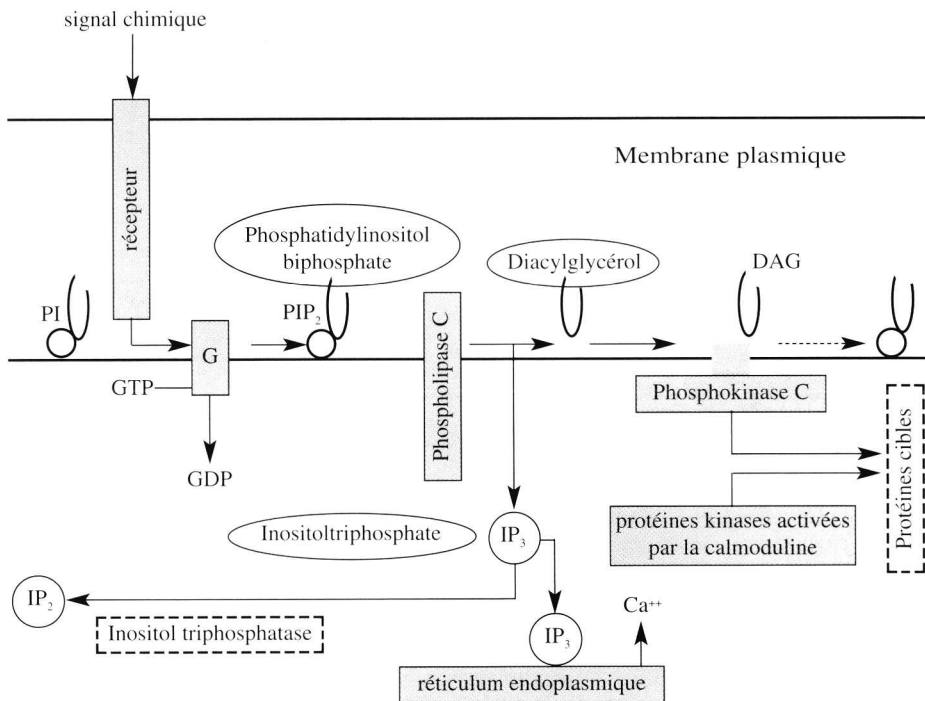 signal chimique
Membrane plasmique
récepteur
Phosphatidylinositol
biphosphate
Diacylglycérol
DAG
PI
PIP₂
G
Phospholipase C
GTP
Phosphokinase C
GDP
Protéines cibles
protéines kinases activées
par la calmoduline
Inositoltriphosphate
IP₃
IP₂
Inositol triphosphatase
Ca⁺⁺
IP₃
réticulum endoplasmique